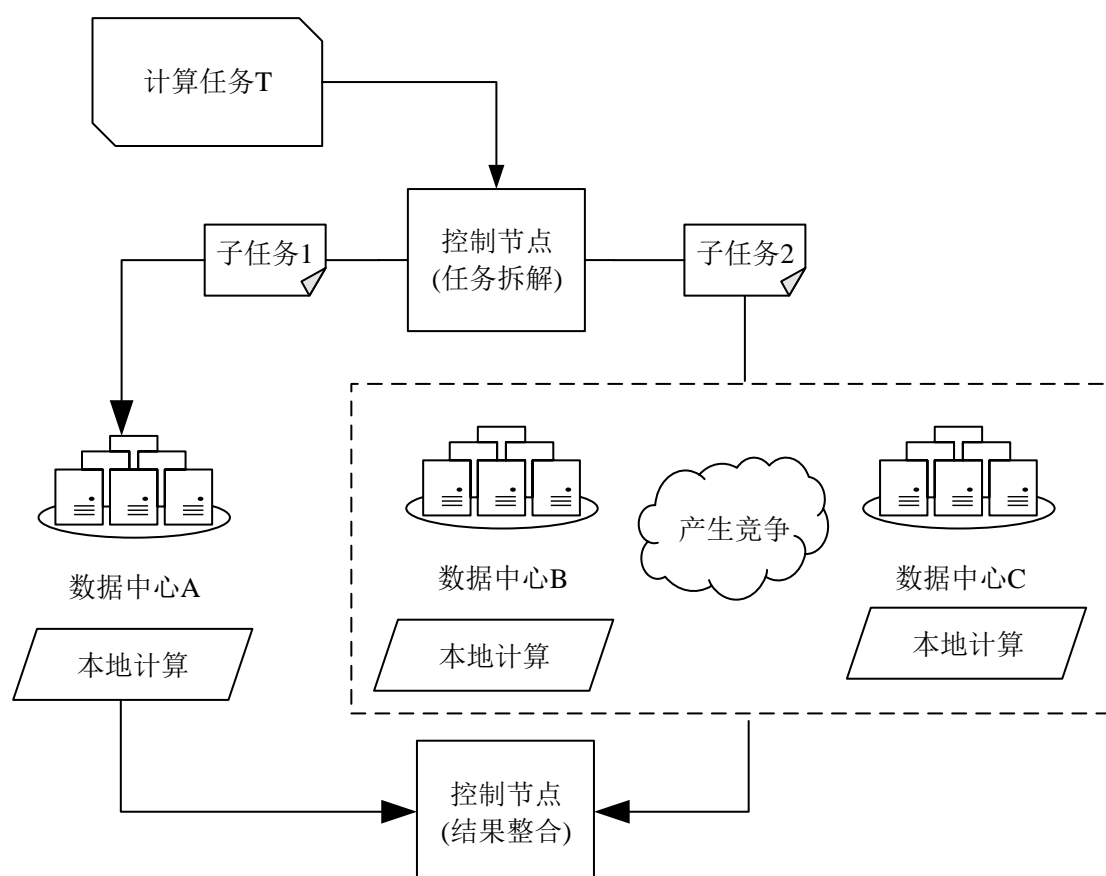 计算任务T
控制节点
(任务拆解)
子任务1
子任务2
产生竞争
数据中心A
数据中心B
数据中心C
本地计算
本地计算
本地计算
控制节点
(结果整合)